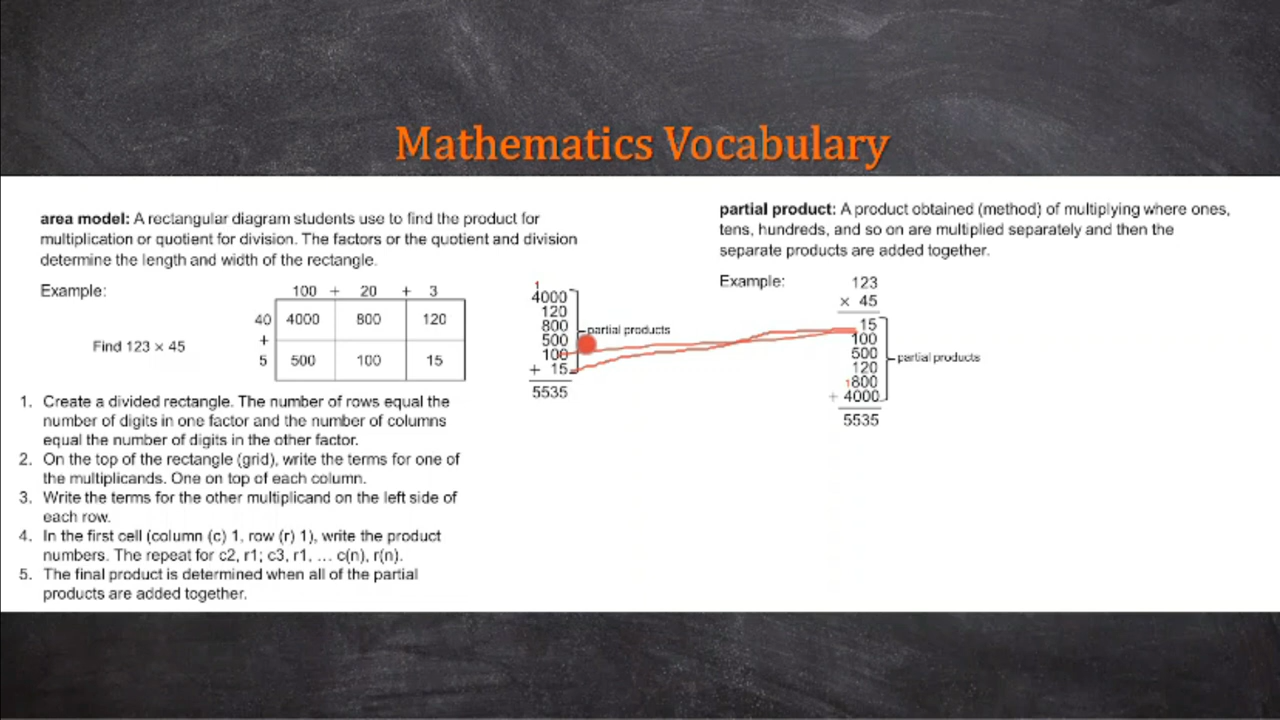 Mathematics Vocabulary
area model: A rectangular diagram students use to find the product for
multiplication or quotient for division. The factors or the quotient and division
determine the length and width of the rectangle.
Example:
100 + 20 + 3
40 4000 800 120
+
Find 123 × 45
5 500 100 15
1
4000
120
800
partial products
500
100
+ 15
5535
1. Create a divided rectangle. The number of rows equal the
number of digits in one factor and the number of columns
equal the number of digits in the other factor.
2. On the top of the rectangle (grid), write the terms for one of
the multiplicands. One on top of each column.
3. Write the terms for the other multiplicand on the left side of
each row.
4. In the first cell (column (c) 1, row (r) 1), write the product
numbers. The repeat for c2, r1; c3, r1, ... c(n), r(n).
5. The final product is determined when all of the partial
products are added together.
partial product: A product obtained (method) of multiplying where ones,
tens, hundreds, and so on are multiplied separately and then the
separate products are added together.
Example: 123
× 45
15
100
500
partial products
120
1800
+ 4000
5535